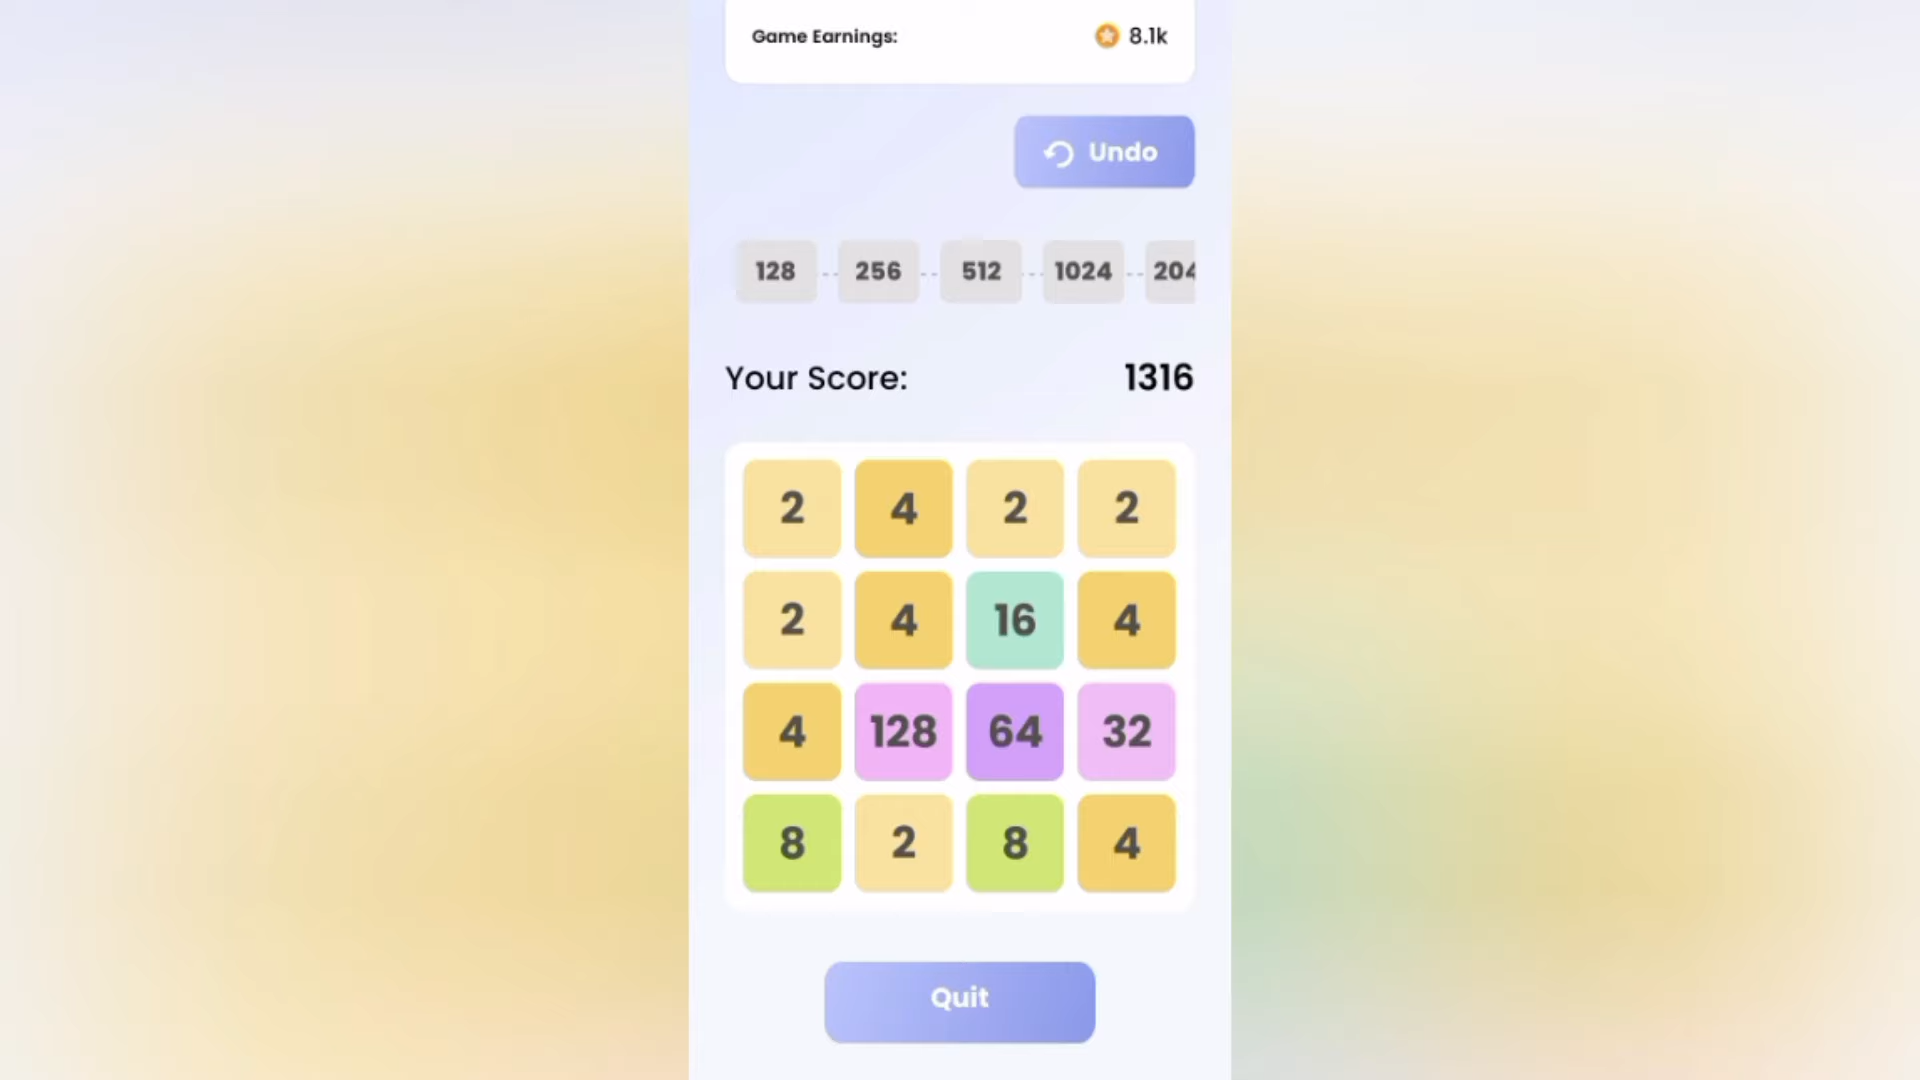 Game Earnings: 8.1k
Undo
128 256 512 1024 204
Your Score: 1316
2 4 2 2
2 4 16 4
4 128 64 32
8 2 8 4
Quit